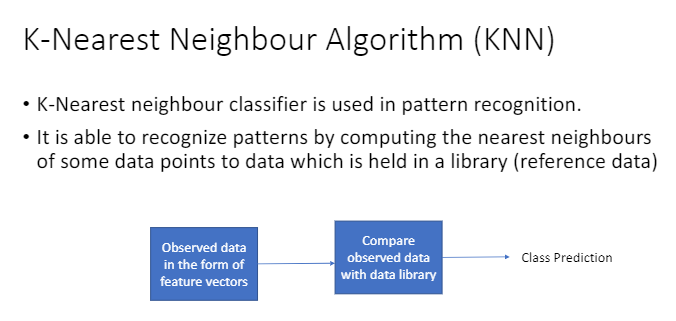 K-Nearest Neighbour Algorithm (KNN)
• K-Nearest neighbour classifier is used in pattern recognition.
• It is able to recognize patterns by computing the nearest neighbours
of some data points to data which is held in a library (reference data)
Observed data
in the form of
feature vectors
Compare
observed data
with data library
Class Prediction